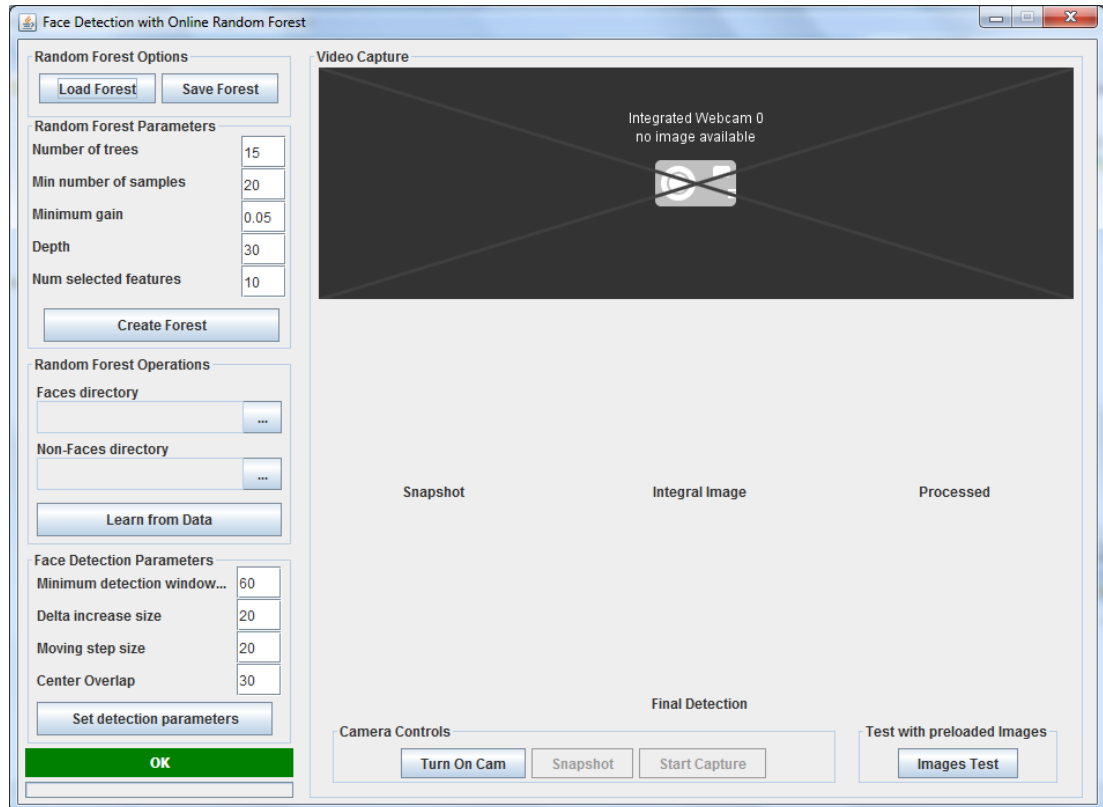 Face Detection with Online Random Forest
Random Forest Options
Load Forest
Save Forest
Random Forest Parameters
Number of trees
15
Min number of samples
20
Minimum gain
0.05
Depth
30
Num selected features
10
Create Forest
Random Forest Operations
Faces directory
...
Non-Faces directory
...
Learn from Data
Face Detection Parameters
Minimum detection window...
60
Delta increase size
20
Moving step size
20
Center Overlap
30
Set detection parameters
OK
Video Capture
Integrated Webcam 0
no image available
Snapshot
Integral Image
Processed
Final Detection
Camera Controls
Turn On Cam
Snapshot
Start Capture
Test with preloaded Images
Images Test